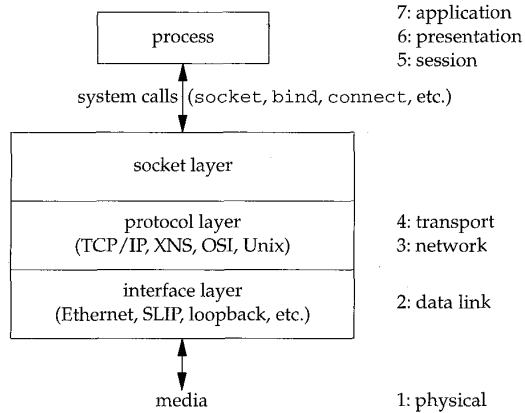 process
7: application
6: presentation
5: session
system calls (socket, bind, connect, etc.)
socket layer
protocol layer
(TCP/IP, XNS, OSI, Unix)
4: transport
3: network
interface layer
(Ethernet, SLIP, loopback, etc.)
2: data link
media
1: physical